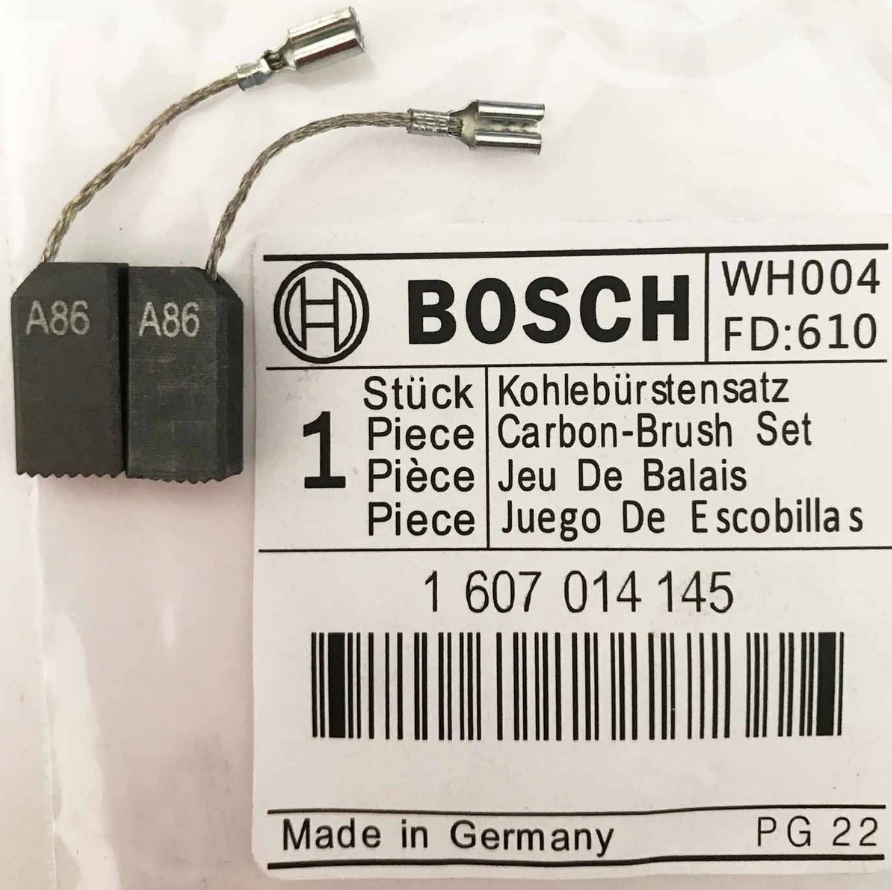 A86
A86
BOSCH
WH004
FD:610
1
Stück
Piece
Pièce
Piece
Kohlebürstensatz
Carbon-Brush Set
Jeu De Balais
Juego De Escobillas
1 607 014 145
Made in Germany
PG 22